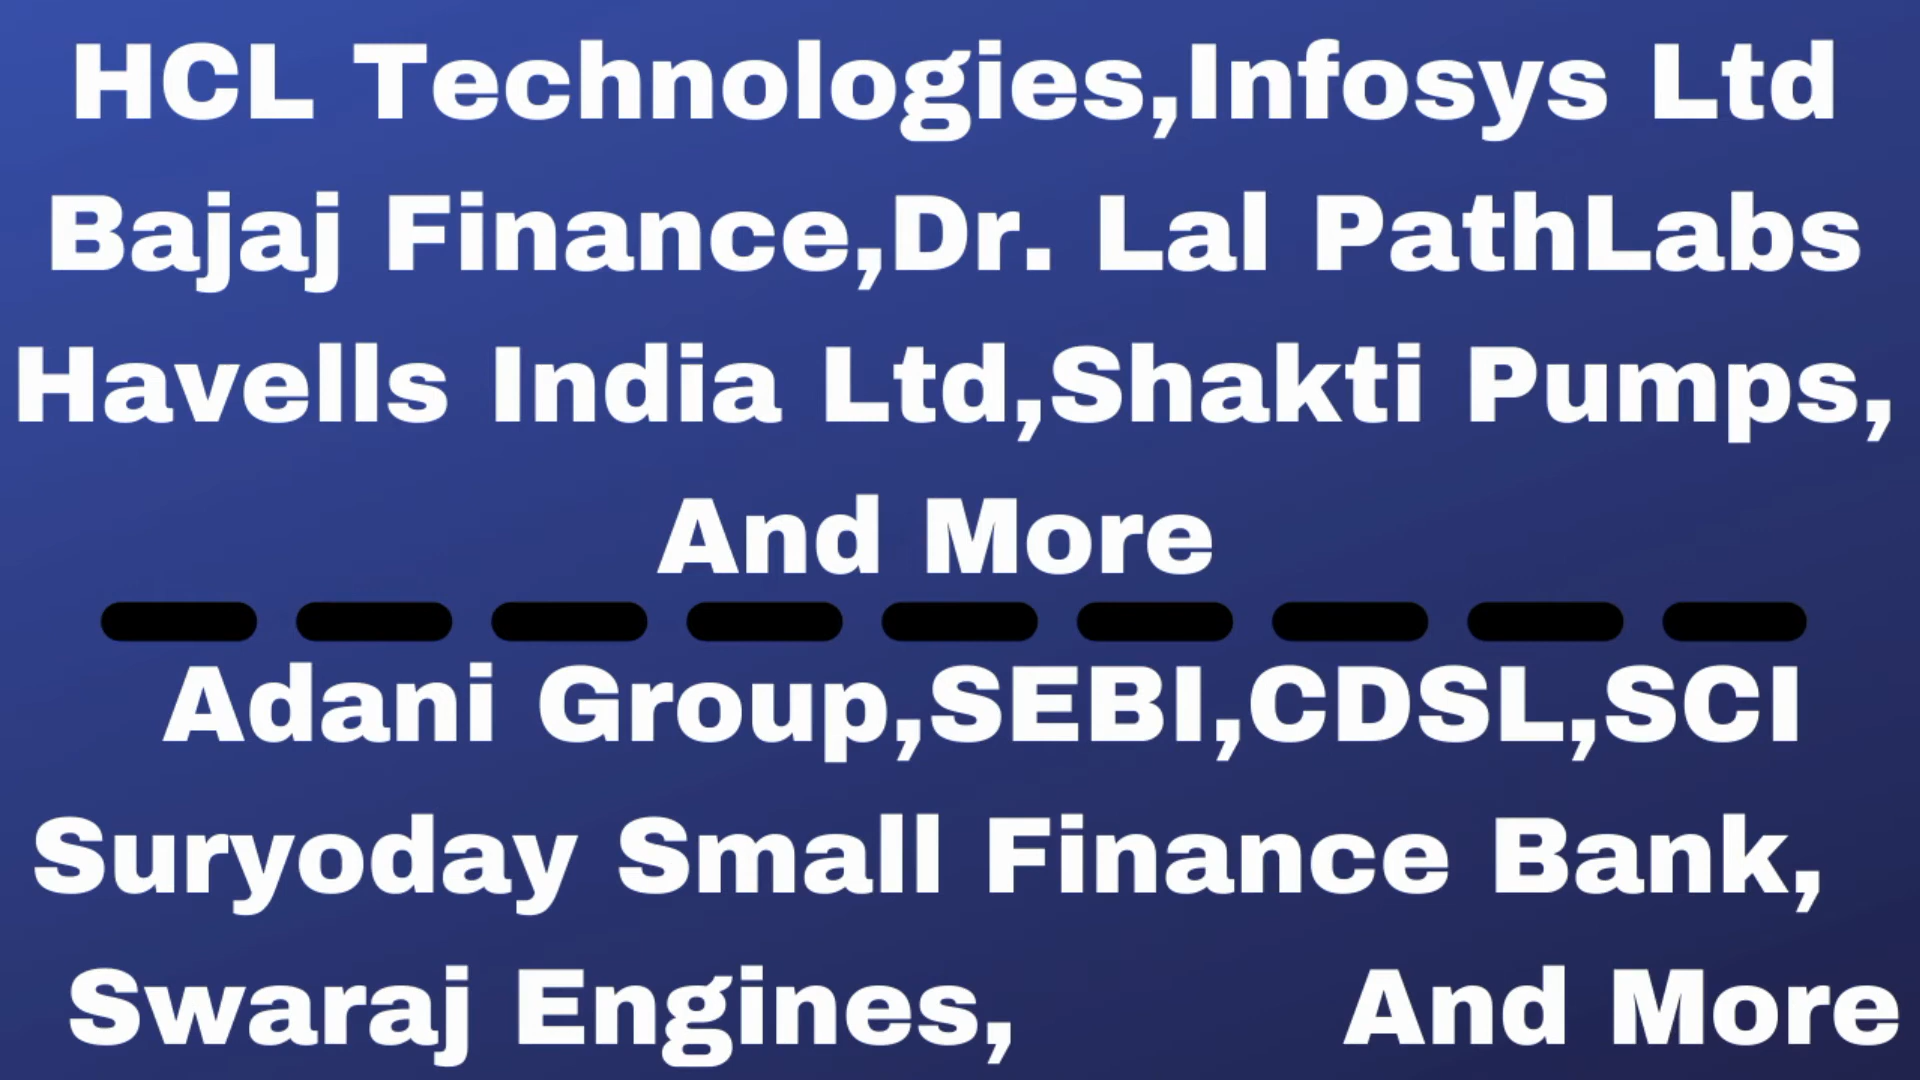 HCL Technologies,Infosys Ltd
Bajaj Finance,Dr. Lal PathLabs
Havells India Ltd,Shakti Pumps,
And More
Adani Group,SEBI,CDSL,SCI
Suryoday Small Finance Bank,
Swaraj Engines, And More